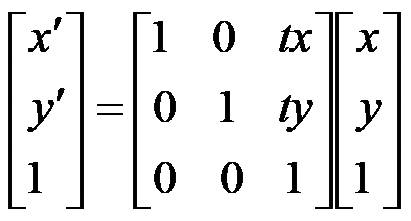 x′ 1 0 tx x
y′ = 0 1 ty y
1 0 0 1 1